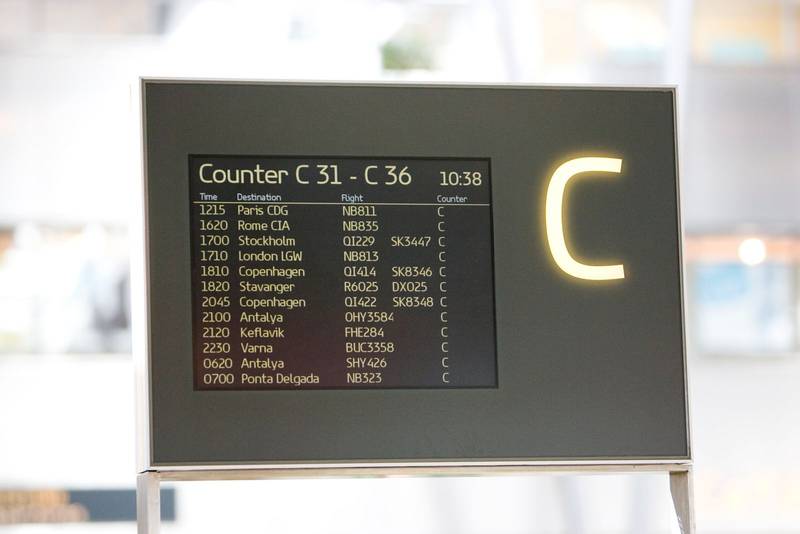 Counter C 31 - C 36 10:38
Time Destination Flight Counter
1215 Paris CDG NB811 C
1620 Rome CIA NB835 C
1700 Stockholm QI229 SK3447 C
1710 London LGW NB813 C
1810 Copenhagen QI414 SK8346 C
1820 Stavanger R6025 DX025 C
2045 Copenhagen QI422 SK8348 C
2100 Antalya OHY3584 C
2120 Keflavik FHE284 C
2230 Varna BUC3358 C
0620 Antalya SHY426 C
0700 Ponta Delgada NB323 C
C